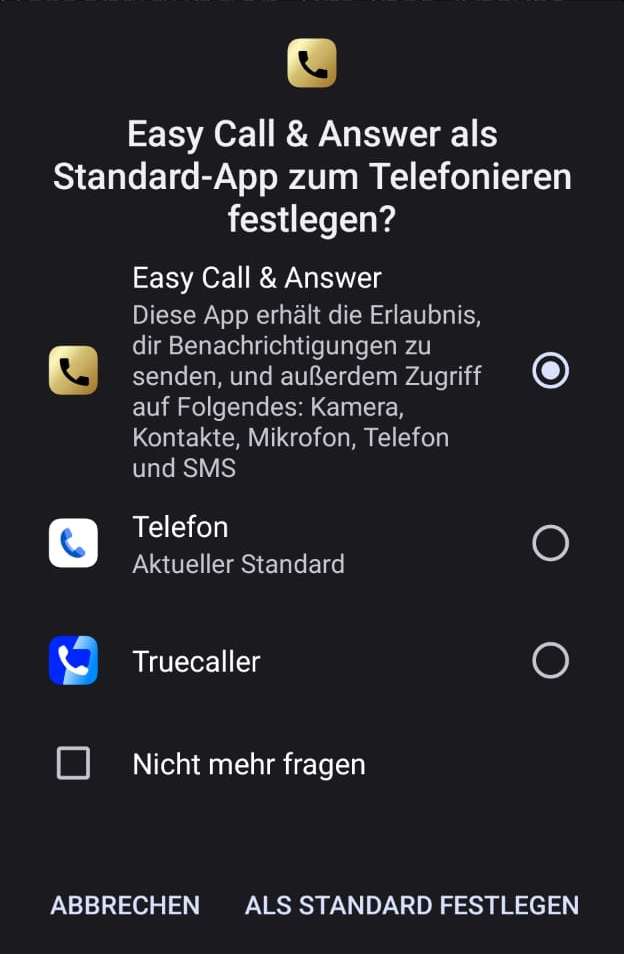 Easy Call & Answer als
Standard-App zum Telefonieren
festlegen?
Easy Call & Answer
Diese App erhält die Erlaubnis,
dir Benachrichtigungen zu
senden, und außerdem Zugriff
auf Folgendes: Kamera,
Kontakte, Mikrofon, Telefon
und SMS
Telefon
Aktueller Standard
Truecaller
Nicht mehr fragen
ABBRECHEN
ALS STANDARD FESTLEGEN